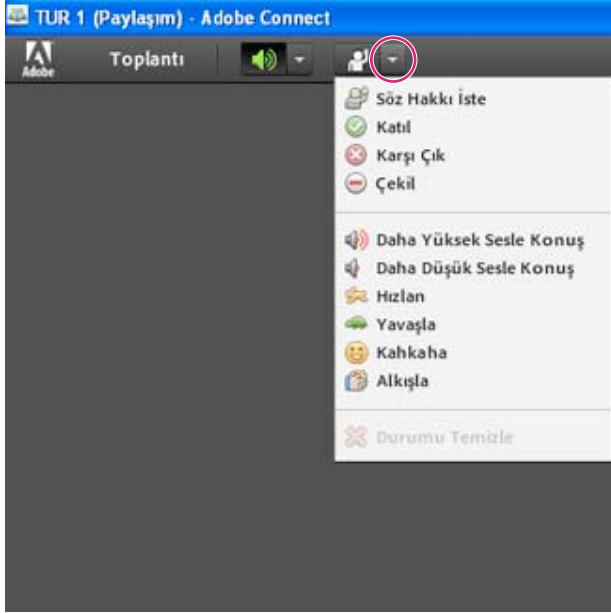 TUR 1 (Paylaşım) - Adobe Connect
Adobe Toplantı
Söz Hakkı İste
Katıl
Karşı Çık
Çekil
Daha Yüksek Sesle Konuş
Daha Düşük Sesle Konuş
Hızlan
Yavaşla
Kahkaha
Alkışla
Durumu Temizle